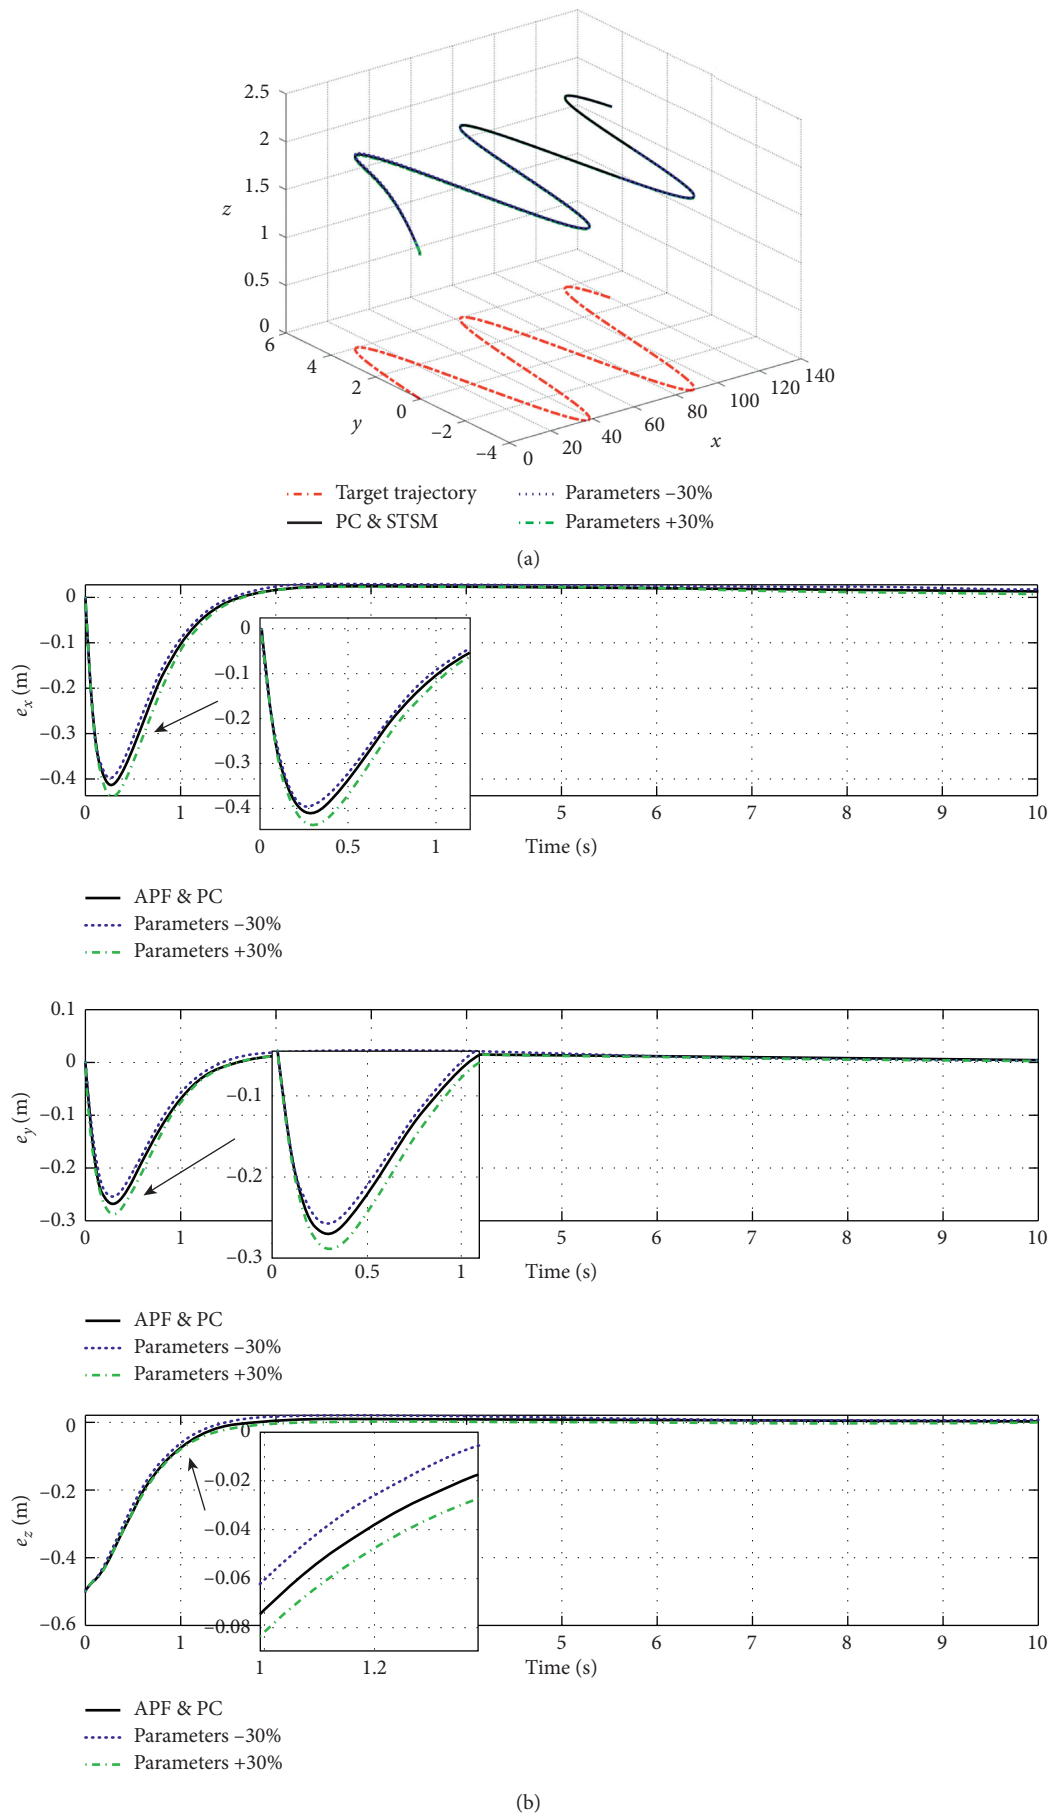 2.5
2
1.5
z
1
0.5
0
6
4
2
0
y
–2
–4
0
20
40
60
80
100
120
140
x
Target trajectory
PC & STSM
Parameters –30%
Parameters +30%
(a)
0
–0.1
–0.2
–0.3
–0.4
e_x (m)
0
–0.1
–0.2
–0.3
–0.4
0 0.5 1
0 1 5 6 7 8 9 10
Time (s)
APF & PC
Parameters –30%
Parameters +30%
0.1
0
–0.1
–0.2
–0.3
e_y (m)
–0.1
–0.2
–0.3
0 0.5 1
0 1 5 6 7 8 9 10
Time (s)
APF & PC
Parameters –30%
Parameters +30%
0
–0.2
–0.4
–0.6
e_z (m)
0
–0.02
–0.04
–0.06
–0.08
1 1.2
0 1 5 6 7 8 9 10
Time (s)
APF & PC
Parameters –30%
Parameters +30%
(b)